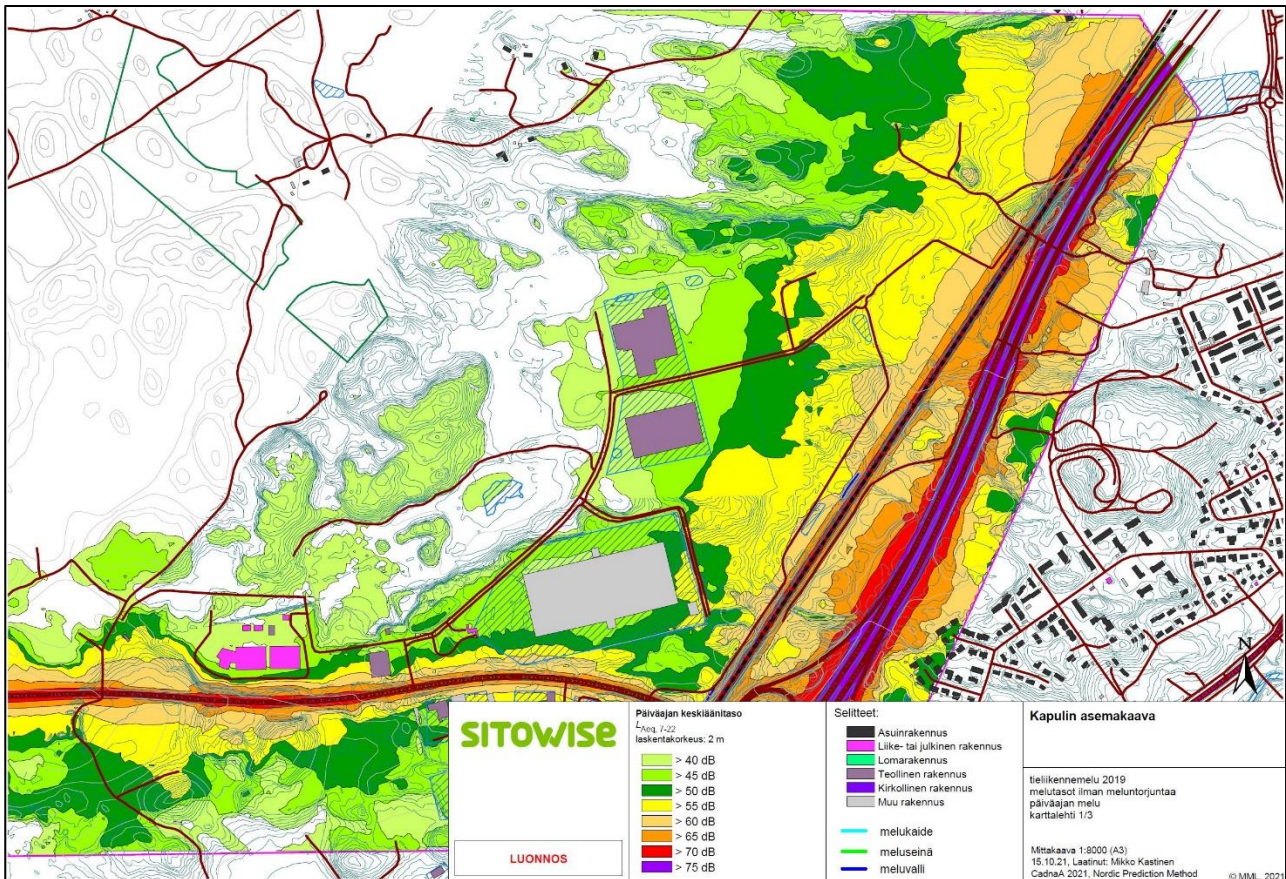 N
SITOWISE
LUONNOS
Päiväajan keskiäänitaso
LAeq, 7-22
laskentakorkeus: 2 m
> 40 dB
> 45 dB
> 50 dB
> 55 dB
> 60 dB
> 65 dB
> 70 dB
> 75 dB
Selitteet:
Asuinrakennus
Liike- tai julkinen rakennus
Lomarakennus
Teollinen rakennus
Kirkollinen rakennus
Muu rakennus
melukaide
meluseinä
meluvalli
Kapulin asemakaava
tieliikennemelu 2019
melutasot ilman meluntorjuntaa
päiväajan melu
karttalehti 1/3
Mittakaava 1:8000 (A3)
15.10.21, Laatinut: Mikko Kastinen
CadnaA 2021, Nordic Prediction Method
© MML, 2021